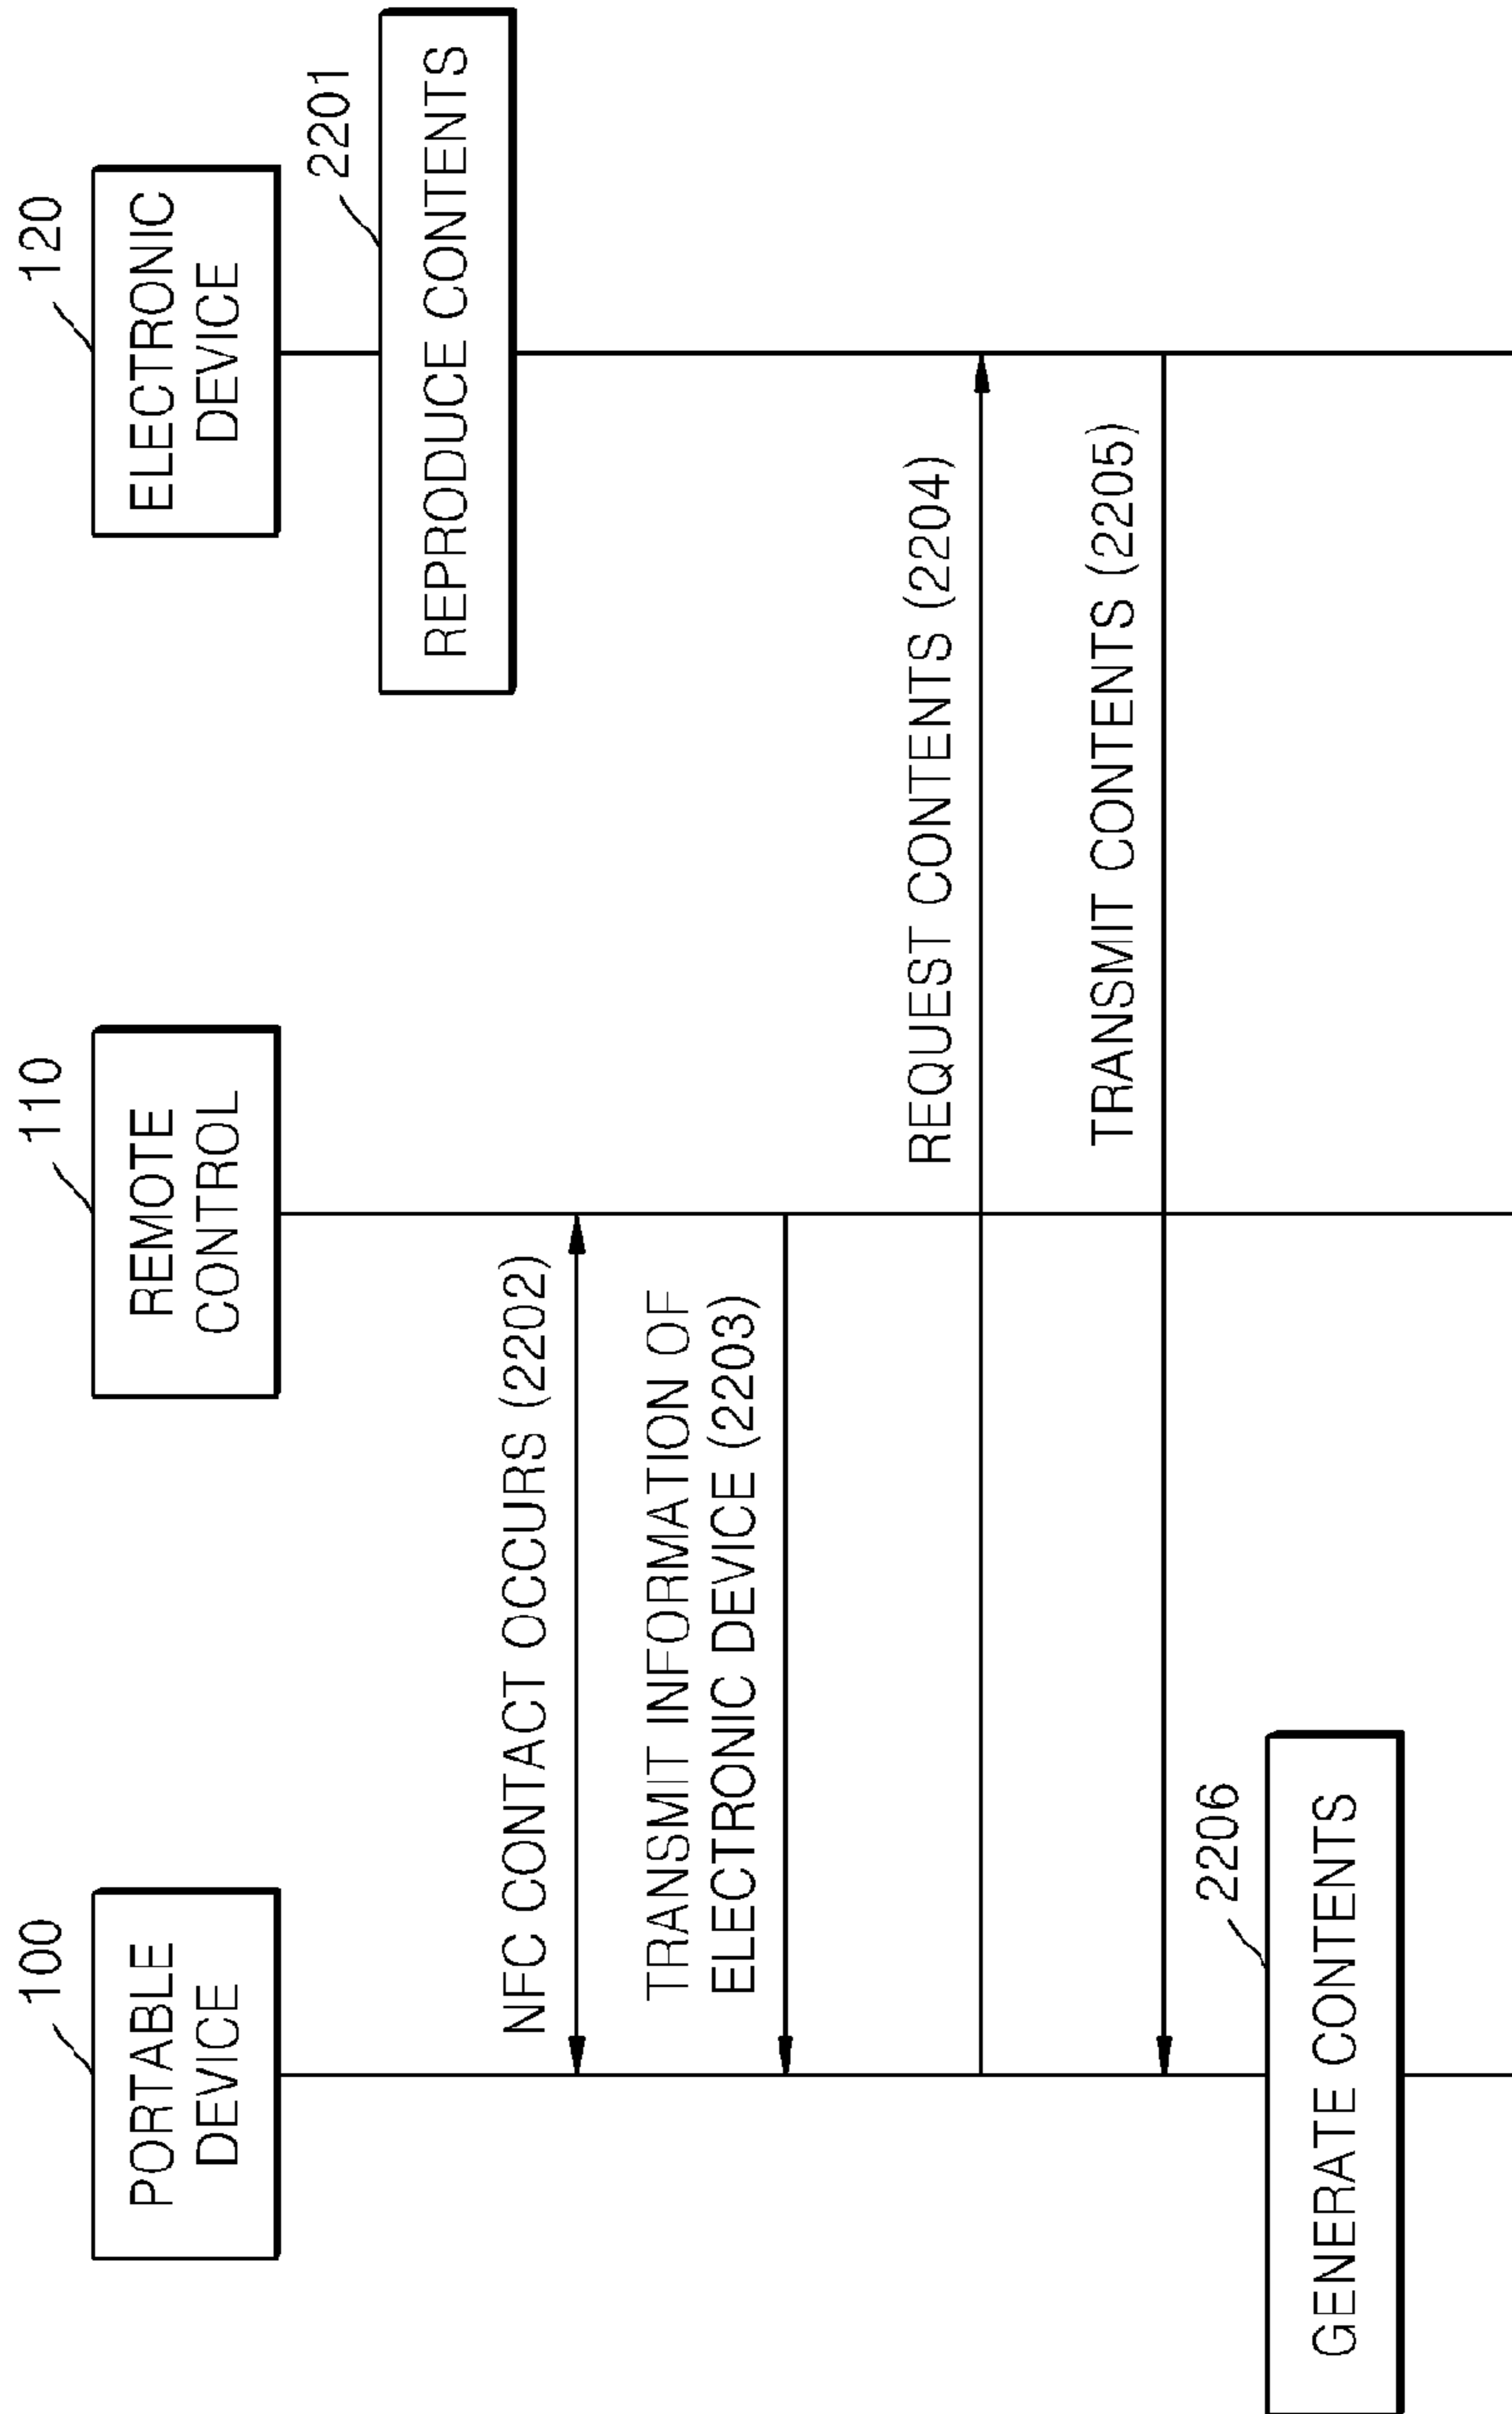 100
PORTABLE
DEVICE
110
REMOTE
CONTROL
120
ELECTRONIC
DEVICE
2201
REPRODUCE CONTENTS
NFC CONTACT OCCURS (2202)
TRANSMIT INFORMATION OF
ELECTRONIC DEVICE (2203)
REQUEST CONTENTS (2204)
TRANSMIT CONTENTS (2205)
2206
GENERATE CONTENTS